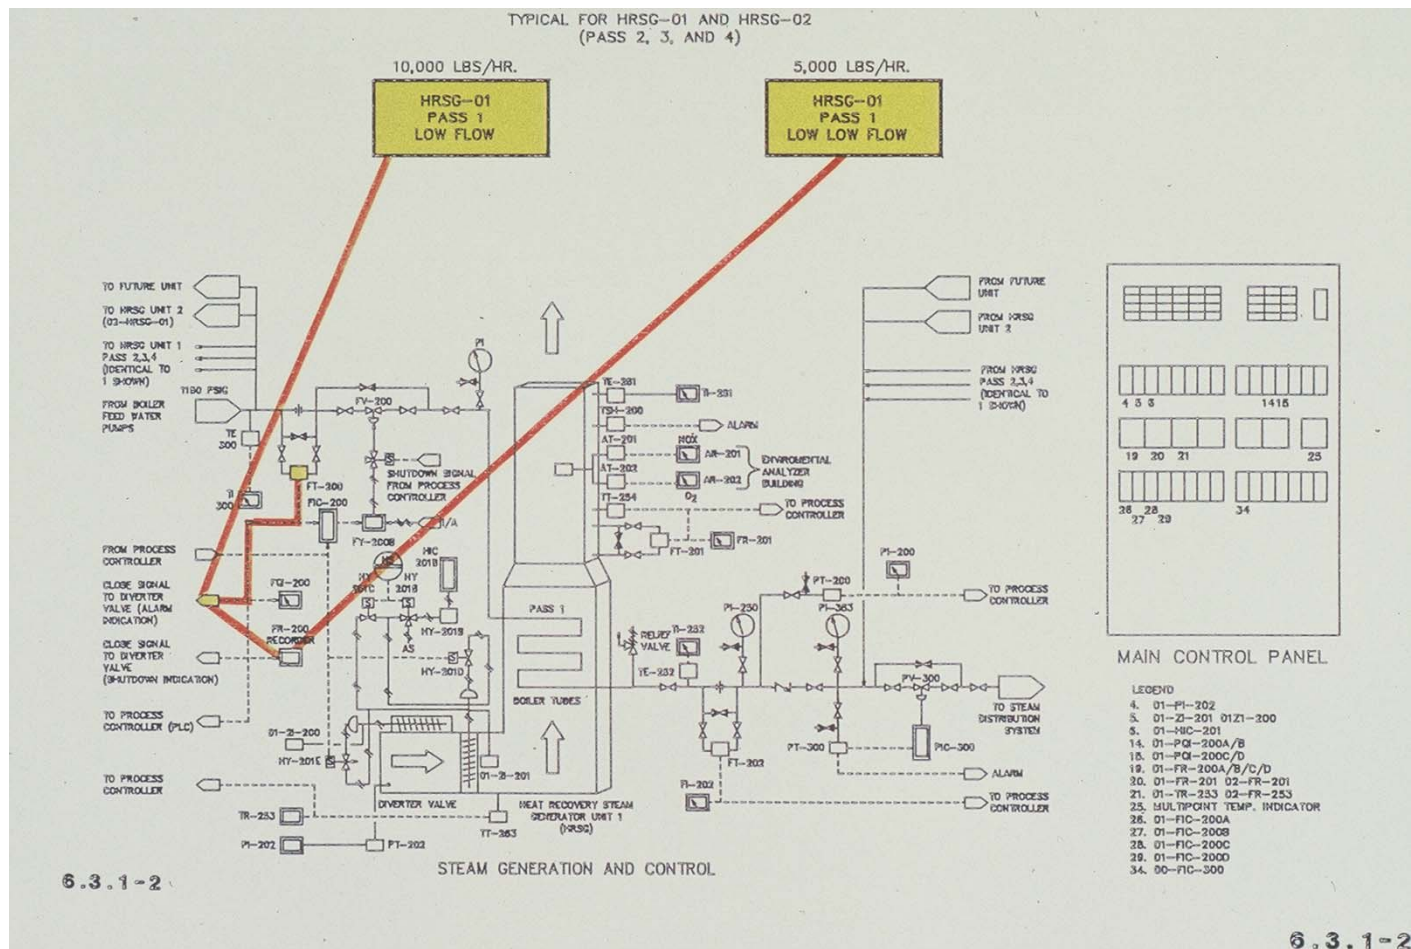 TYPICAL FOR HRSG-01 AND HRSG-02
(PASS 2, 3, AND 4)
10,000 LBS/HR.
HRSG-01
PASS 1
LOW FLOW
5,000 LBS/HR.
HRSG-01
PASS 1
LOW LOW FLOW
TO FUTURE UNIT
TO HRSG UNIT 2
(02-HRSG-01)
TO HRSG UNIT 1
PASS 2,3,4
(IDENTICAL TO
1 SHOWN)
1180 PSIG
FROM BOILER
FEED WATER
PUMPS
TE
300
TI
300
FT-200
FIC-200
FV-200
PI
SHUTDOWN SIGNAL
FROM PROCESS
CONTROLLER
I/A
FY-200B
FROM PROCESS
CONTROLLER
CLOSE SIGNAL
TO DIVERTER
VALVE (ALARM
INDICATION)
PQI-200
FR-200
RECORDER
CLOSE SIGNAL
TO DIVERTER
VALVE
(SHUTDOWN INDICATION)
TO PROCESS
CONTROLLER (PLC)
TO PROCESS
CONTROLLER
HS
HY
201C
HY
201B
HIC
201B
AS
HY-201B
HY-201D
01-ZI-200
HY-201E
01-ZI-201
DIVERTER VALVE
TR-253
PI-202
PT-202
TT-253
HEAT RECOVERY STEAM
GENERATOR UNIT 1
(HRSG)
PASS 1
BOILER TUBES
TE-231
TI-231
TSH-200
ALARM
AT-201
NOX
AR-201
AT-202
AR-202
O2
ENVIROMENTAL
ANALYZER
BUILDING
TT-254
TO PROCESS
CONTROLLER
FT-201
FR-201
FROM FUTURE
UNIT
FROM HRSG
UNIT 2
FROM HRSG
PASS 2,3,4
(IDENTICAL TO
1 SHOWN)
PI-200
PT-200
TO PROCESS
CONTROLLER
PI-250
PI-353
RELIEF
VALVE
TI-232
TE-232
PV-300
TO STEAM
DISTRIBUTION
SYSTEM
FT-202
PT-300
PIC-300
ALARM
FI-202
TO PROCESS
CONTROLLER
STEAM GENERATION AND CONTROL
4 5 6
14 15
19 20 21
25
26 28
27 29
34
MAIN CONTROL PANEL
LEGEND
4. 01-PI-202
5. 01-ZI-201 01ZI-200
6. 01-HIC-201
14. 01-PQI-200A/B
15. 01-PQI-200C/D
19. 01-FR-200A/B/C/D
20. 01-FR-201 02-FR-201
21. 01-TR-253 02-FR-253
25. MULTIPOINT TEMP. INDICATOR
26. 01-FIC-200A
27. 01-FIC-200B
28. 01-FIC-200C
29. 01-FIC-200D
34. 00-FIC-300
6.3.1-2
6.3.1-2